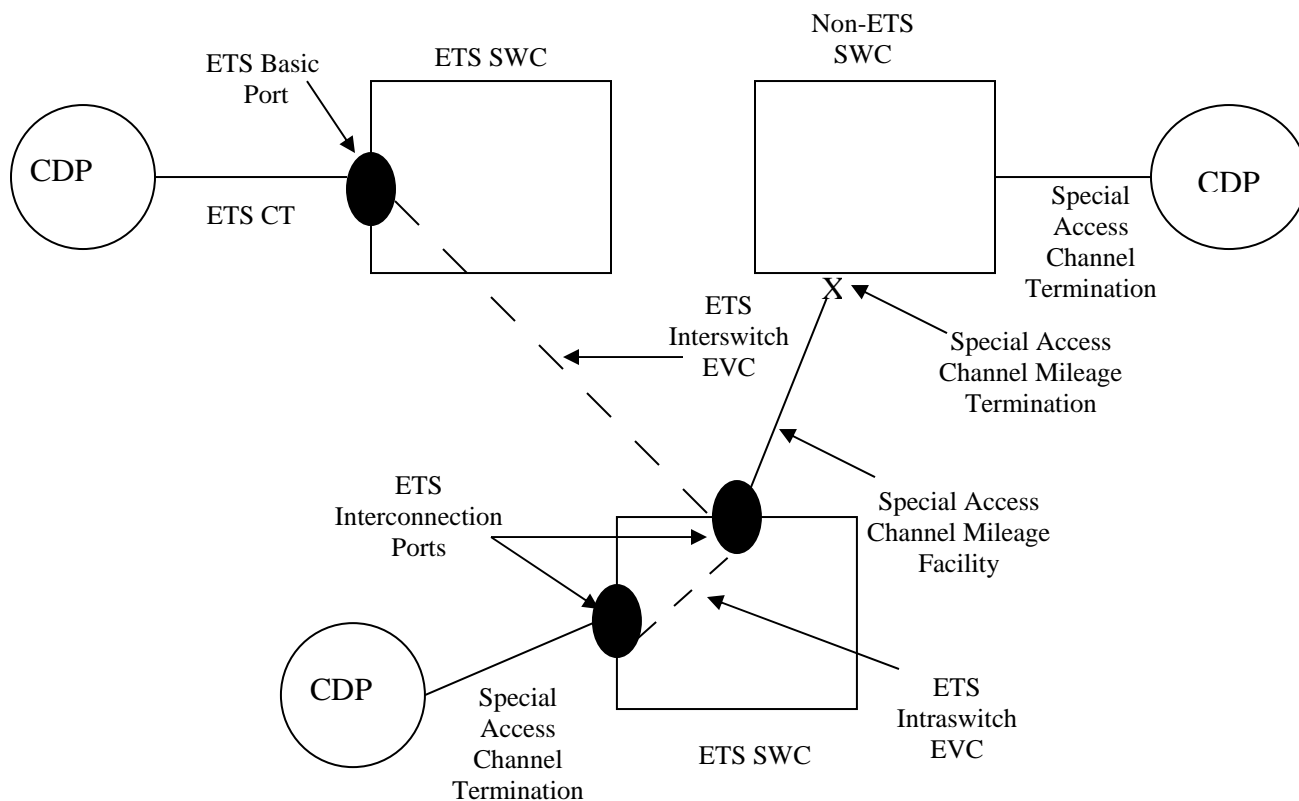 Non-ETS
SWC
ETS SWC
ETS Basic
Port
CDP
ETS CT
CDP
Special
Access
Channel
Termination
X
ETS
Interswitch
EVC
Special Access
Channel Mileage
Termination
ETS
Interconnection
Ports
Special Access
Channel Mileage
Facility
CDP
Special
Access
Channel
Termination
ETS
Intraswitch
EVC
ETS SWC